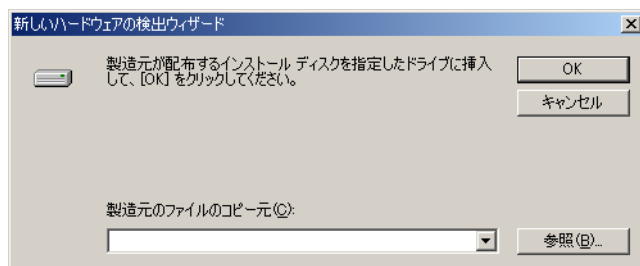 新しいハードウェアの検出ウィザード
製造元が配布するインストール ディスクを指定したドライブに挿入
して、[OK] をクリックしてください。
OK
キャンセル
製造元のファイルのコピー元(C):
参照(B)...